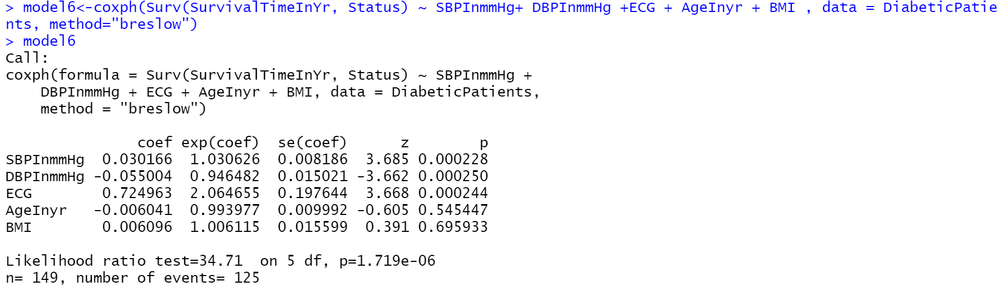 > model6<-coxph(Surv(SurvivalTimeInYr, Status) ~ SBPInmmHg+ DBPInmmHg +ECG + AgeInyr + BMI , data = DiabeticPatie
nts, method="breslow")
> model6
Call:
coxph(formula = Surv(SurvivalTimeInYr, Status) ~ SBPInmmHg +
    DBPInmmHg + ECG + AgeInyr + BMI, data = DiabeticPatients,
    method = "breslow")

               coef exp(coef)  se(coef)      z        p
SBPInmmHg  0.030166  1.030626  0.008186  3.685 0.000228
DBPInmmHg -0.055004  0.946482  0.015021 -3.662 0.000250
ECG        0.724963  2.064655  0.197644  3.668 0.000244
AgeInyr   -0.006041  0.993977  0.009992 -0.605 0.545447
BMI        0.006096  1.006115  0.015599  0.391 0.695933

Likelihood ratio test=34.71  on 5 df, p=1.719e-06
n= 149, number of events= 125